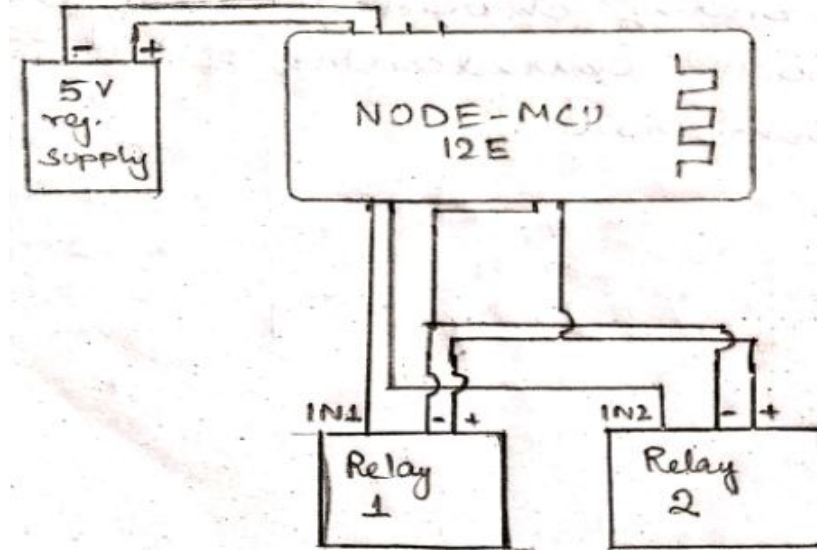 - +
5V
reg.
supply
NODE-MCU
12E
IN1 - +
Relay
1
IN2 - +
Relay
2